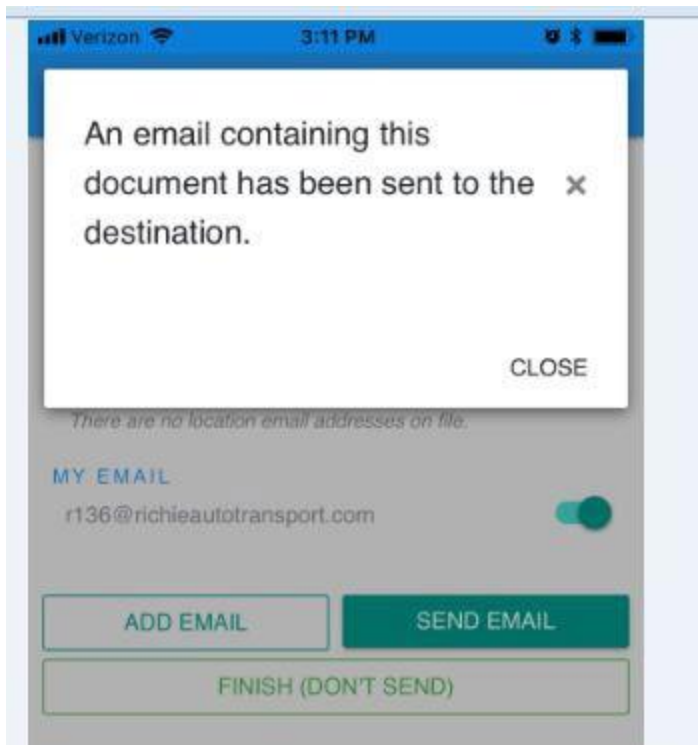 Verizon 3:11 PM
An email containing this
document has been sent to the
destination.
CLOSE
There are no location email addresses on file.
MY EMAIL
r136@richieautotransport.com
ADD EMAIL SEND EMAIL
FINISH (DON'T SEND)